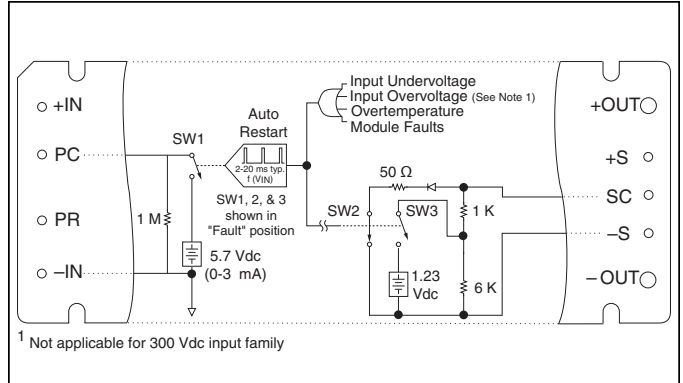 Input Undervoltage
Input Overvoltage (See Note 1)
Overtemperature
Module Faults
+IN
+OUT
Auto
Restart
SW1
PC
2-20 ms typ.
f (VIN)
+S
50 Ω
SC
SW1, 2, & 3
shown in
"Fault" position
SW2
SW3
1 K
PR
1 M
–S
5.7 Vdc
(0-3 mA)
–IN
1.23
Vdc
6 K
–OUT
1 Not applicable for 300 Vdc input family